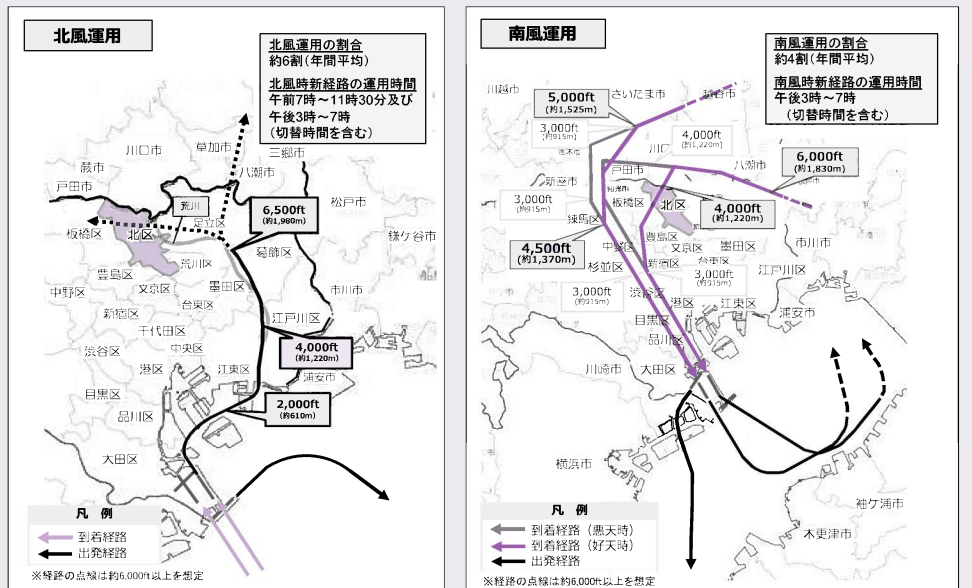 北風運用
北風運用の割合
約6割（年間平均）
北風時新経路の運用時間
午前7時～11時30分及び
午後3時～7時
（切替時間を含む）
川口市
草加市
三郷市
蕨市
八潮市
戸田市
荒川
松戸市
6,500ft
(約1,980m)
足立区
板橋区
北区
鎌ケ谷市
葛飾区
荒川区
豊島区
文京区
墨田区
市川市
中野区
台東区
新宿区
江戸川区
千代田区
渋谷区
中央区
4,000ft
(約1,220m)
港区
江東区
浦安市
目黒区
2,000ft
(約610m)
品川区
大田区
凡 例
到着経路
出発経路
※経路の点線は約6,000ft以上を想定
南風運用
南風運用の割合
約4割（年間平均）
南風時新経路の運用時間
午後3時～7時
（切替時間を含む）
川越市
さいたま市
越谷市
5,000ft
(約1,525m)
3,000ft
(約915m)
4,000ft
(約1,220m)
川口
6,000ft
(約1,830m)
八潮市
戸田市
新座市
板橋区
北区
3,000ft
(約915m)
4,000ft
(約1,220m)
練馬区
4,500ft
(約1,370m)
豊島区
文京区
墨田区
市川市
中野区
杉並区
新宿区
台東区
3,000ft
(約915m)
江戸川区
3,000ft
(約915m)
渋谷区
港区
江東区
浦安市
目黒区
品川区
川崎市
大田区
横浜市
袖ケ浦市
木更津市
凡 例
到着経路（悪天時）
到着経路（好天時）
出発経路
※経路の点線は約6,000ft以上を想定